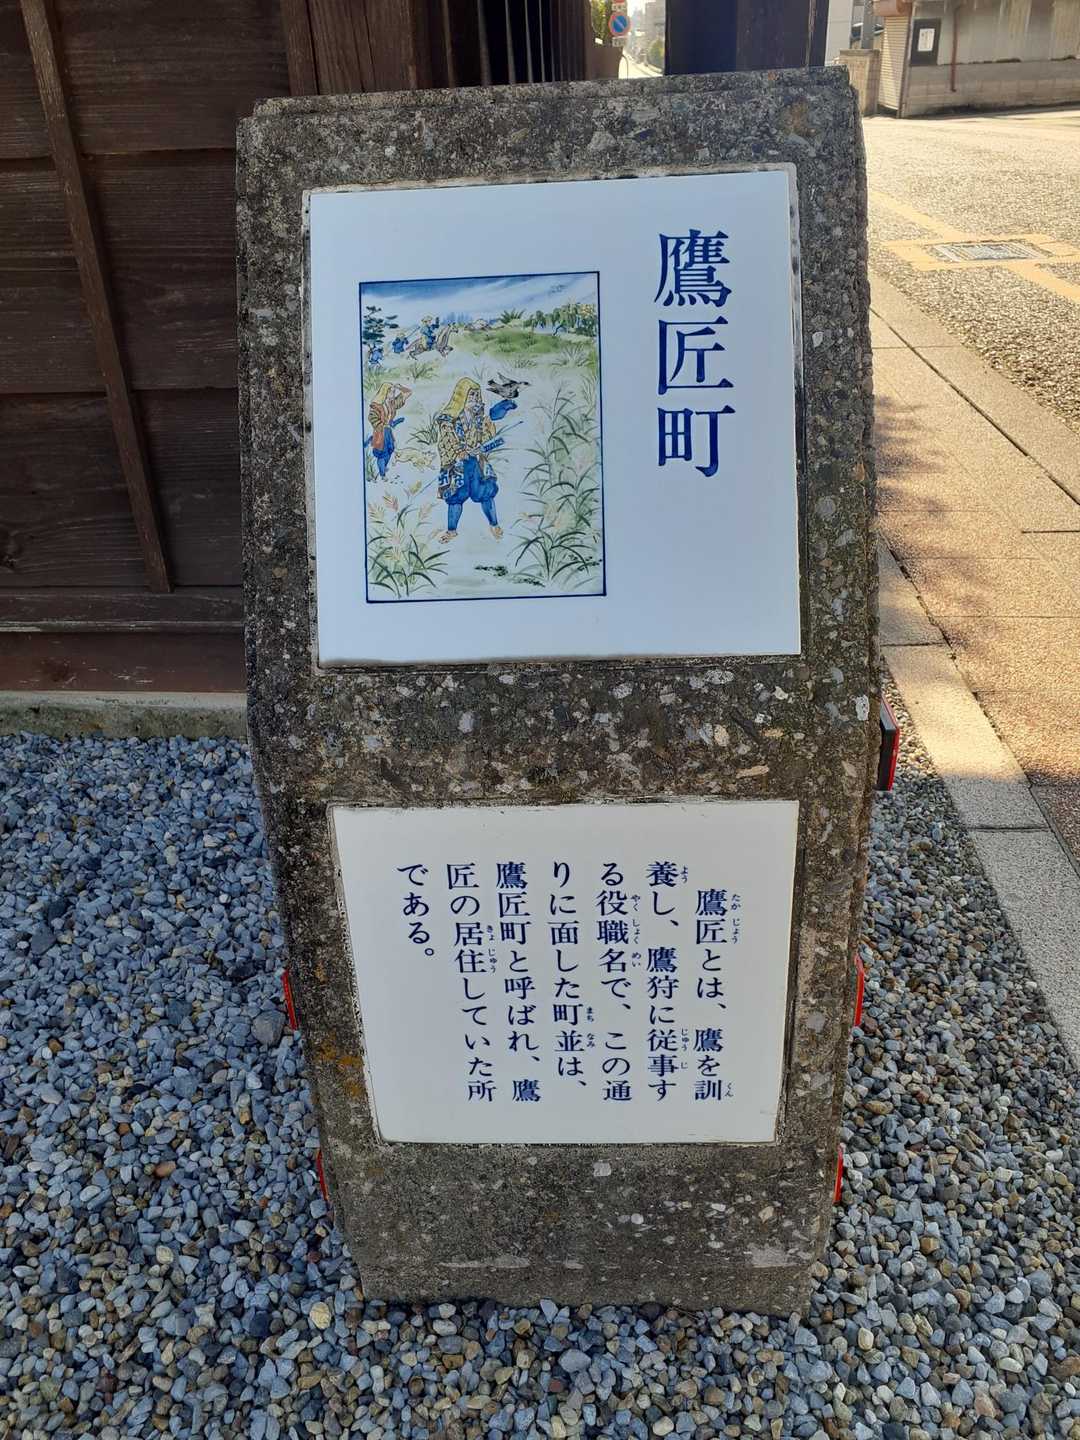 鷹匠町
鷹匠とは、鷹を訓
養し、鷹狩に従事す
る役職名で、この通
りに面した町並は、
鷹匠町と呼ばれ、鷹
匠の居住していた所
である。